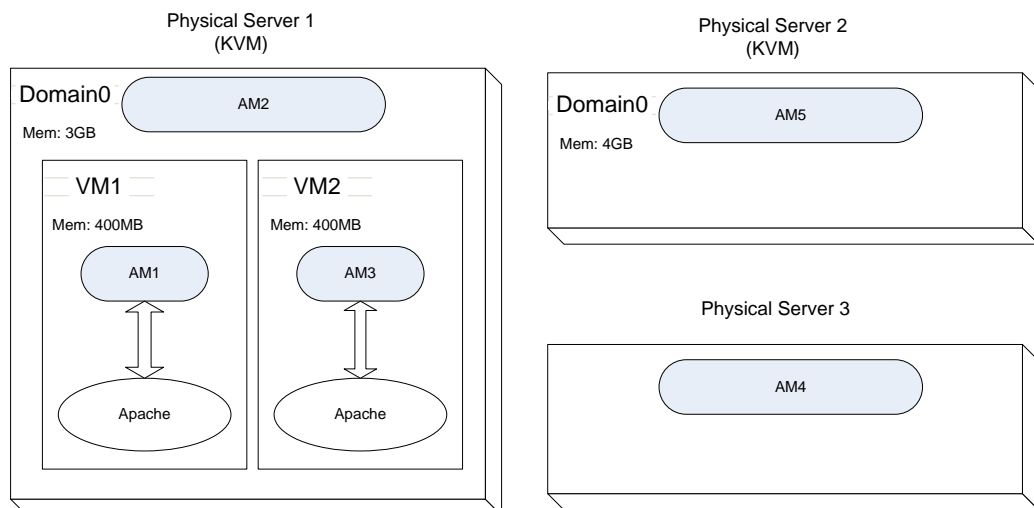 Physical Server 1
(KVM)
Domain0
AM2
Mem: 3GB
VM1
Mem: 400MB
AM1
Apache
VM2
Mem: 400MB
AM3
Apache
Physical Server 2
(KVM)
Domain0
AM5
Mem: 4GB
Physical Server 3
AM4